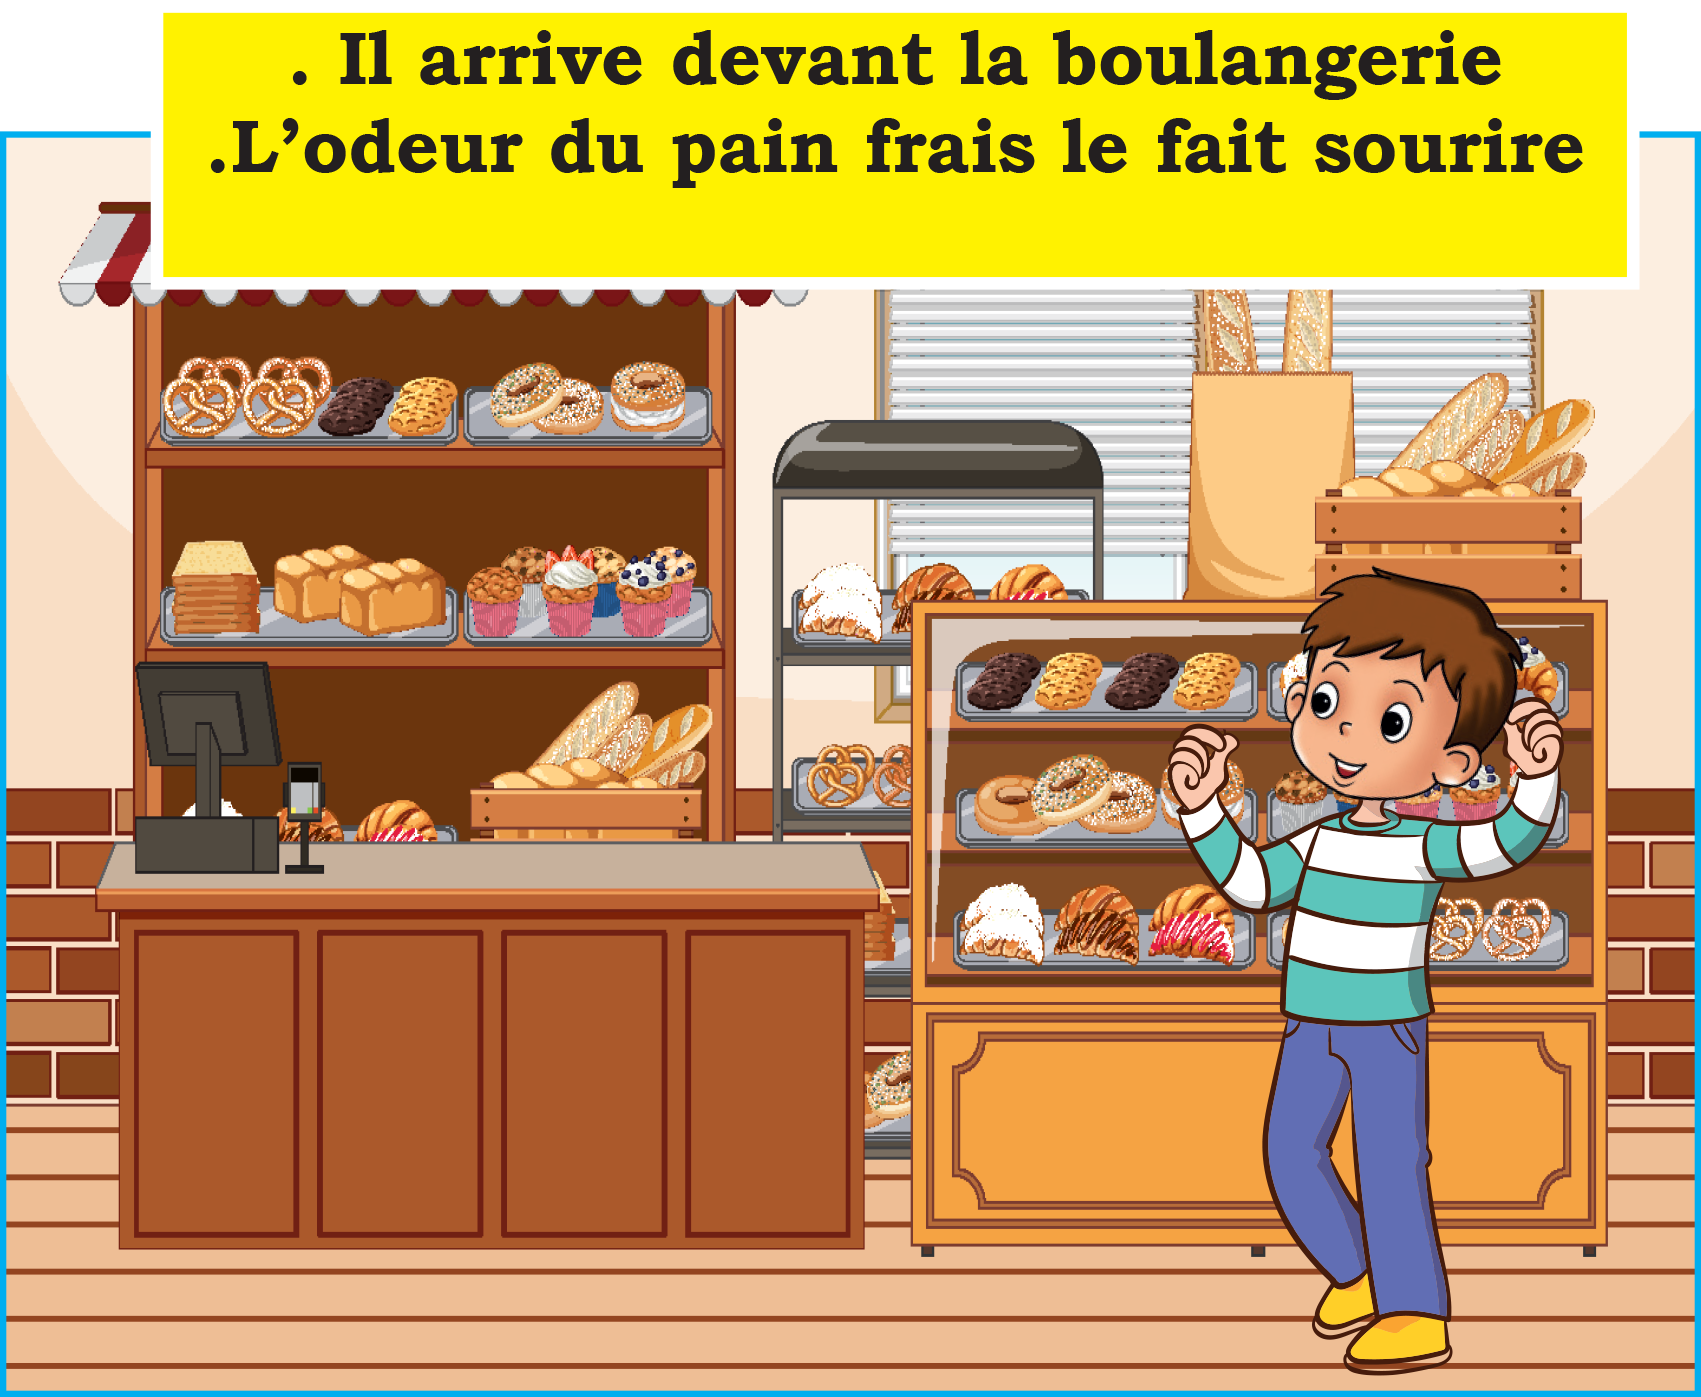 . Il arrive devant la boulangerie
.L’odeur du pain frais le fait sourire